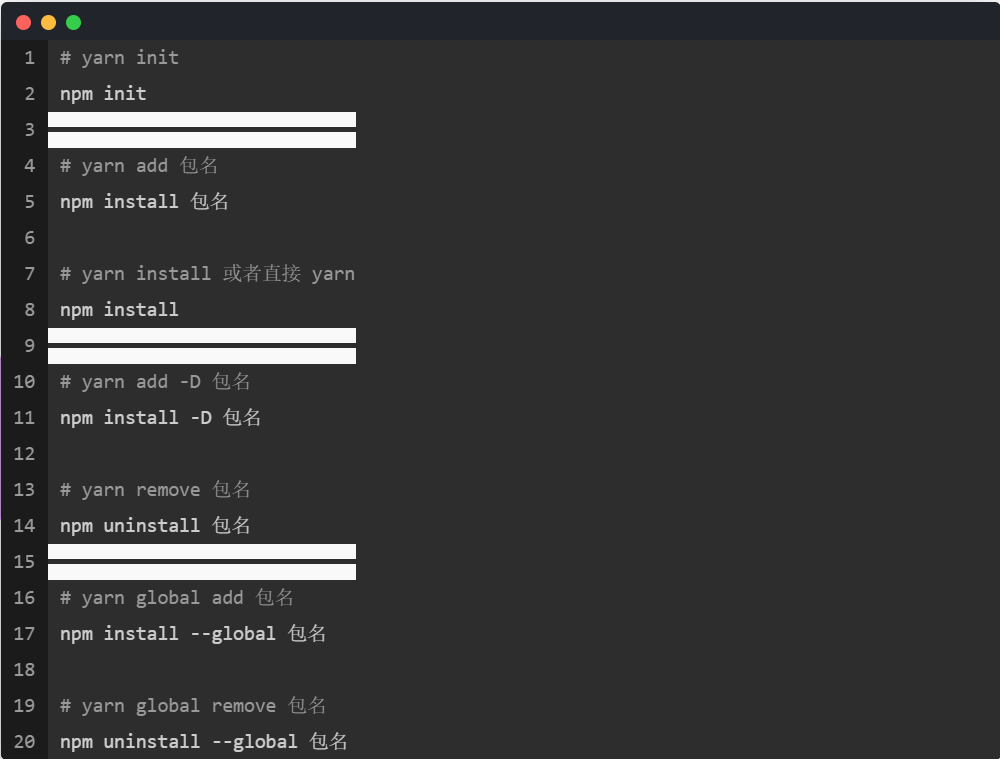 1 # yarn init
2 npm init
3
4 # yarn add 包名
5 npm install 包名
6
7 # yarn install 或者直接 yarn
8 npm install
9
10 # yarn add -D 包名
11 npm install -D 包名
12
13 # yarn remove 包名
14 npm uninstall 包名
15
16 # yarn global add 包名
17 npm install --global 包名
18
19 # yarn global remove 包名
20 npm uninstall --global 包名